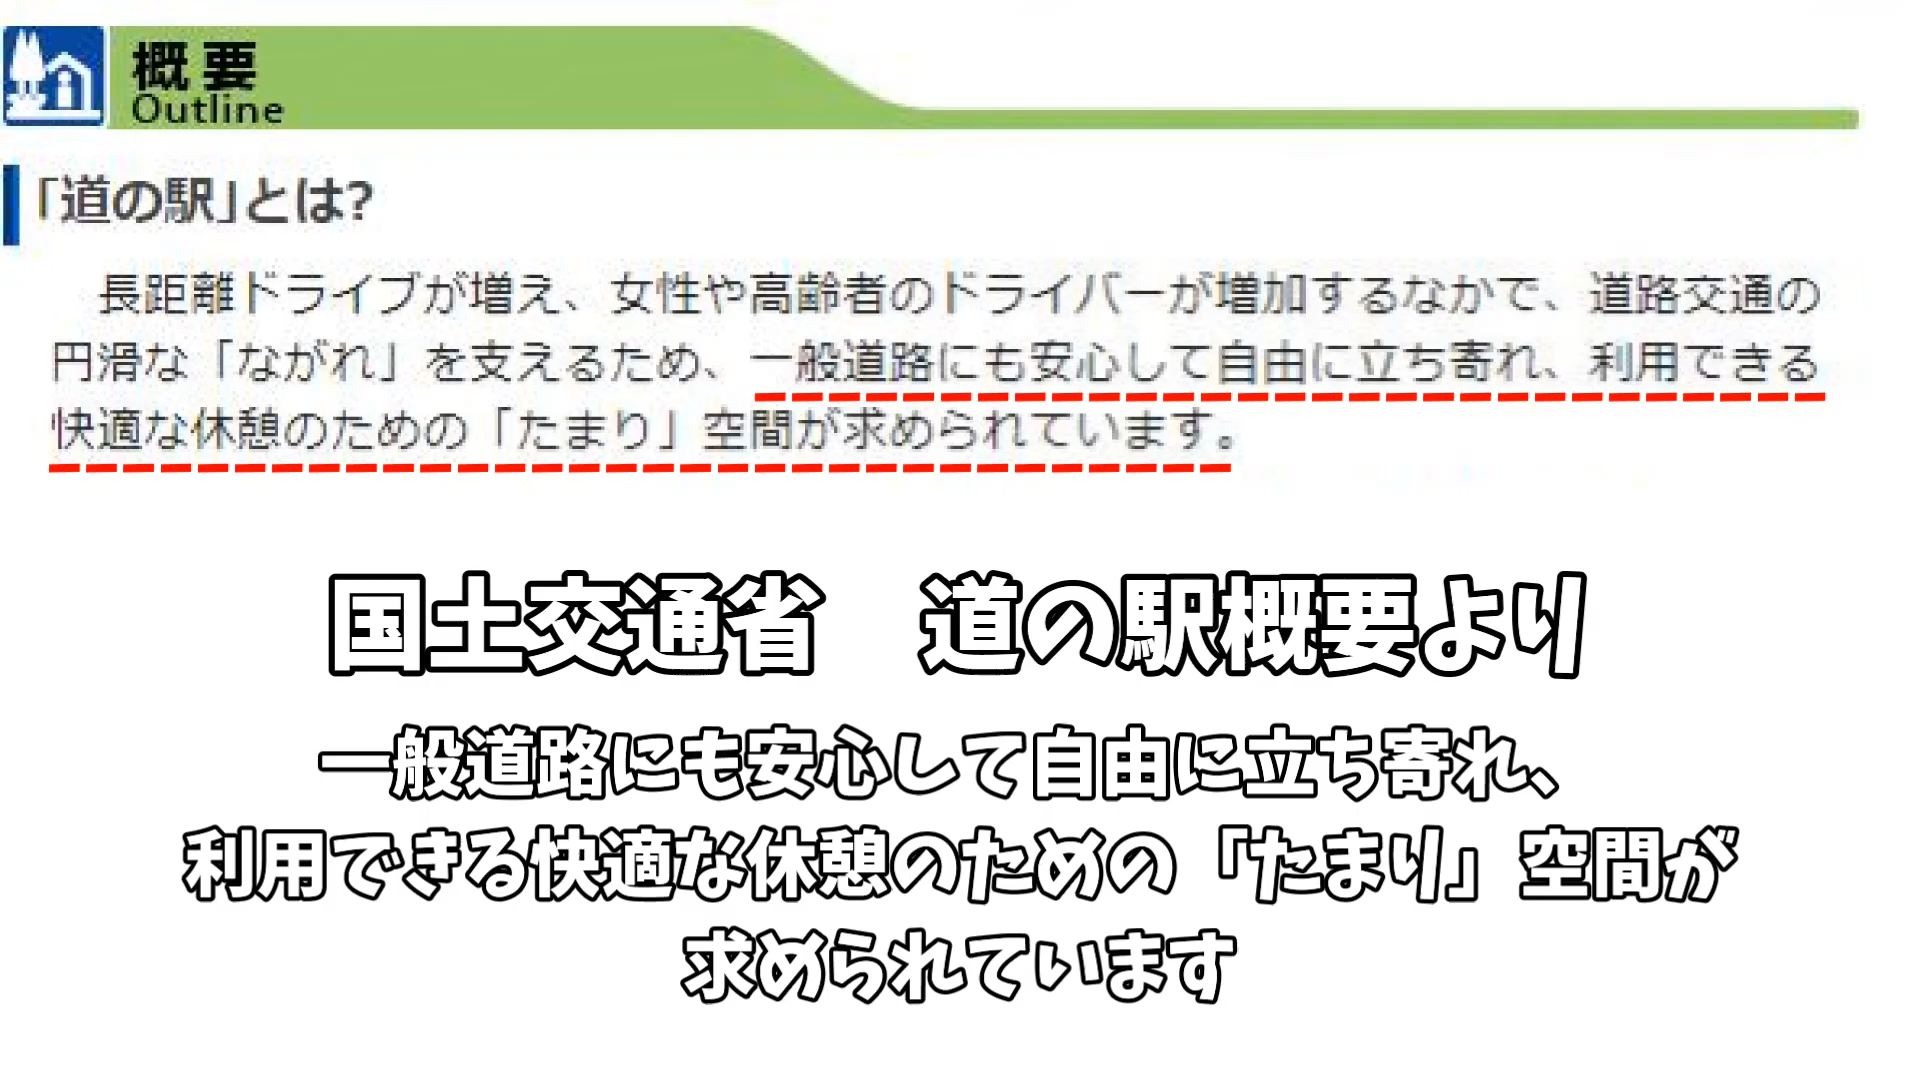 概要
Outline
「道の駅」とは?
長距離ドライブが増え、女性や高齢者のドライバーが増加するなかで、道路交通の
円滑な「ながれ」を支えるため、一般道路にも安心して自由に立ち寄れ、利用できる
快適な休憩のための「たまり」空間が求められています。
国土交通省　道の駅概要より
一般道路にも安心して自由に立ち寄れ、
利用できる快適な休憩のための「たまり」空間が
求められています